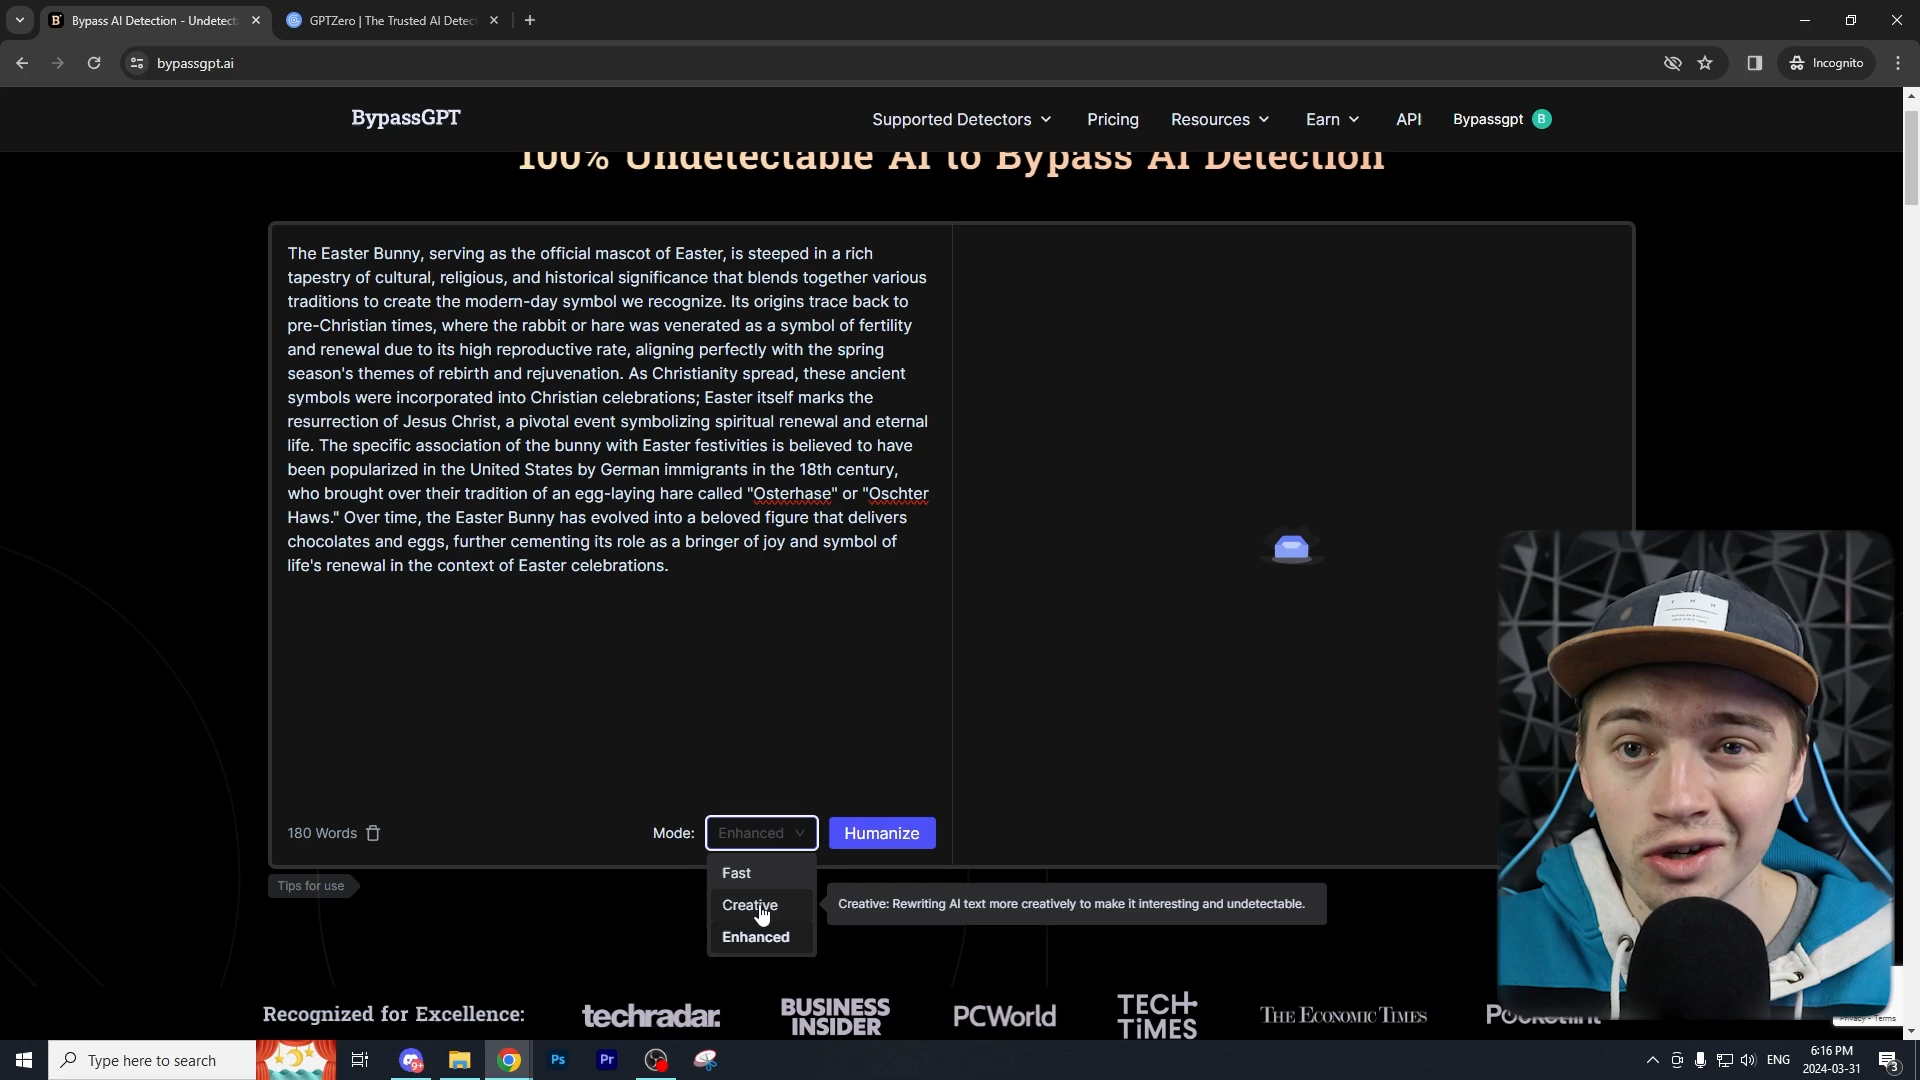 Bypass AI Detection - Undetect
GPTZero | The Trusted AI Detec
bypassgpt.ai
Incognito
BypassGPT
Supported Detectors
Pricing
Resources
Earn
API
Bypassgpt
B
100% Undetectable AI to Bypass AI Detection
The Easter Bunny, serving as the official mascot of Easter, is steeped in a rich
tapestry of cultural, religious, and historical significance that blends together various
traditions to create the modern-day symbol we recognize. Its origins trace back to
pre-Christian times, where the rabbit or hare was venerated as a symbol of fertility
and renewal due to its high reproductive rate, aligning perfectly with the spring
season's themes of rebirth and rejuvenation. As Christianity spread, these ancient
symbols were incorporated into Christian celebrations; Easter itself marks the
resurrection of Jesus Christ, a pivotal event symbolizing spiritual renewal and eternal
life. The specific association of the bunny with Easter festivities is believed to have
been popularized in the United States by German immigrants in the 18th century,
who brought over their tradition of an egg-laying hare called "Osterhase" or "Oschter
Haws." Over time, the Easter Bunny has evolved into a beloved figure that delivers
chocolates and eggs, further cementing its role as a bringer of joy and symbol of
life's renewal in the context of Easter celebrations.
180 Words
Mode:
Enhanced
Humanize
Fast
Creative
Enhanced
Tips for use
Creative: Rewriting AI text more creatively to make it interesting and undetectable.
Recognized for Excellence:
techradar.
BUSINESS
INSIDER
PCWorld
TECH
TIMES
THE ECONOMIC TIMES
Pocketlint
Privacy - Terms
Type here to search
9+
Ps
Pr
ENG
6:16 PM
2024-03-31
3